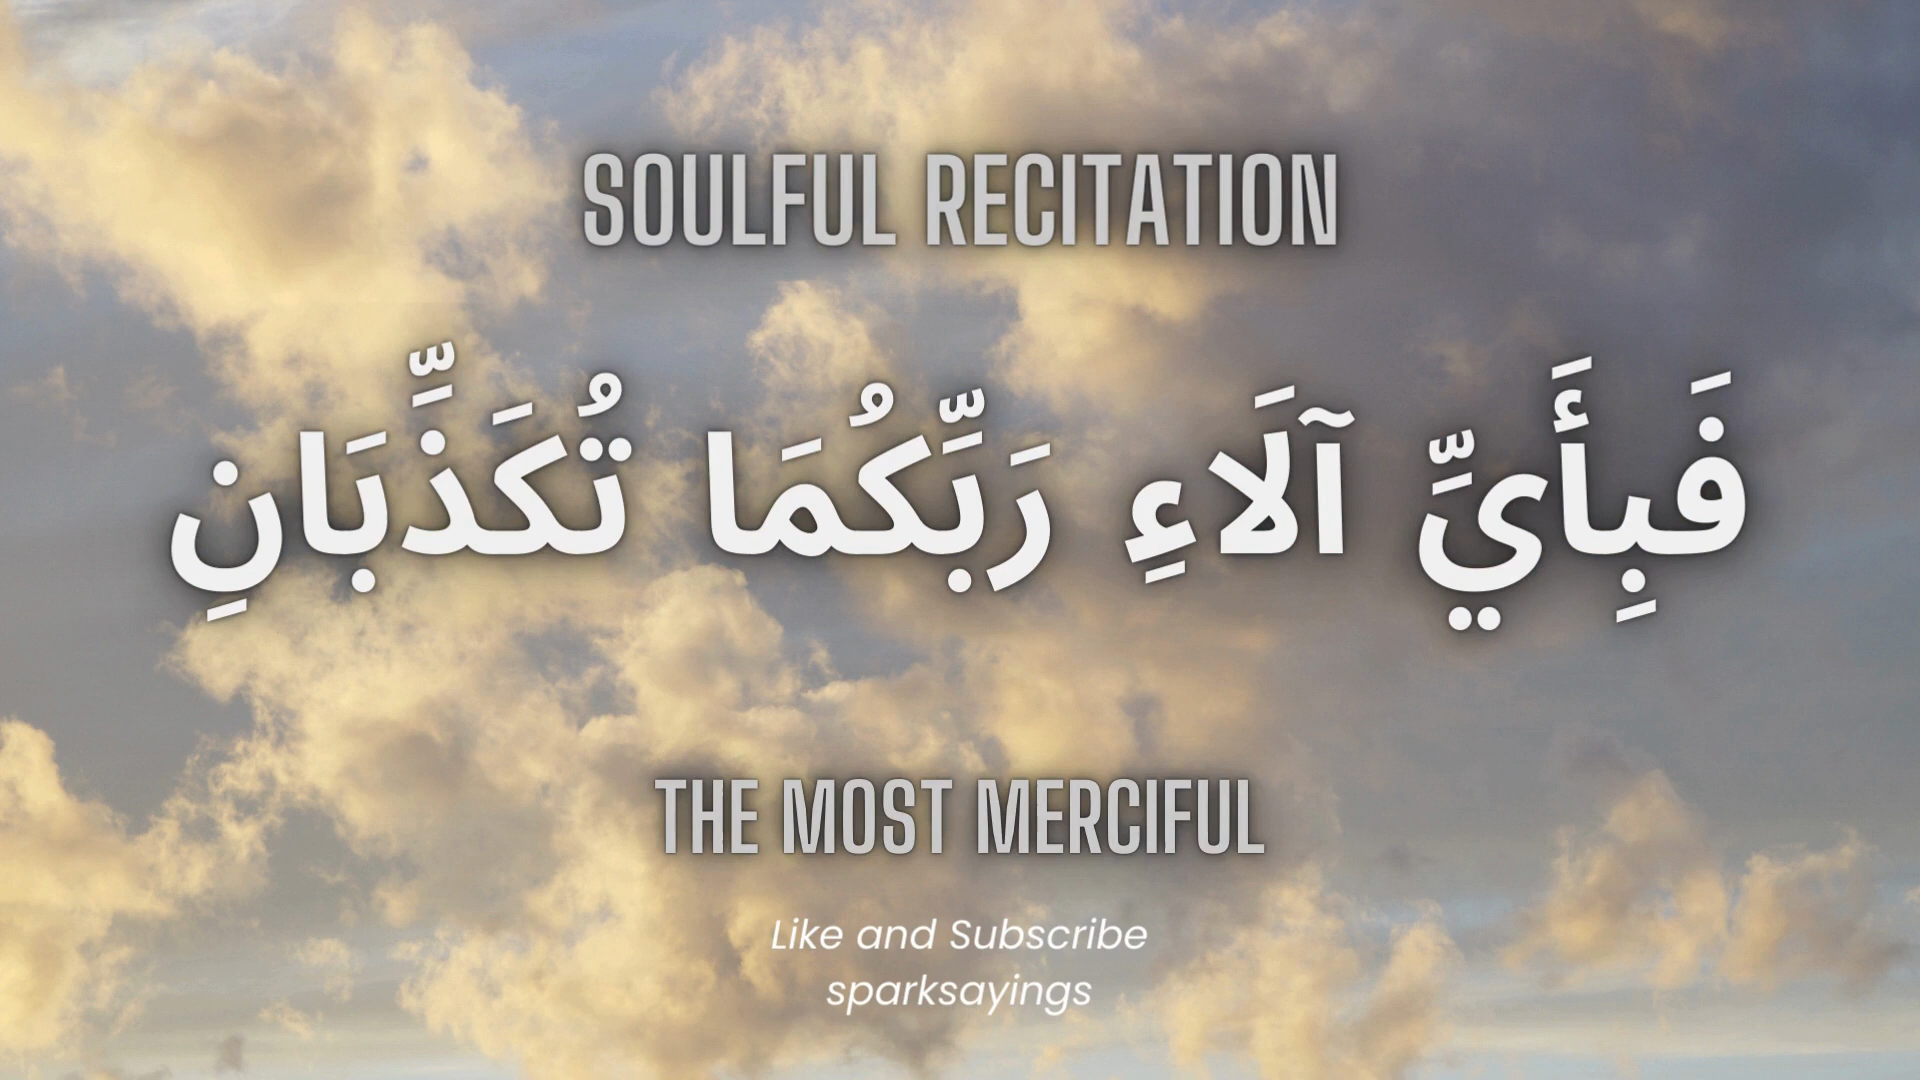 SOULFUL RECITATION
فَبِأَيِّ آلَاءِ رَبِّكُمَا تُكَذِّبَانِ
THE MOST MERCIFUL
Like and Subscribe
sparksayings